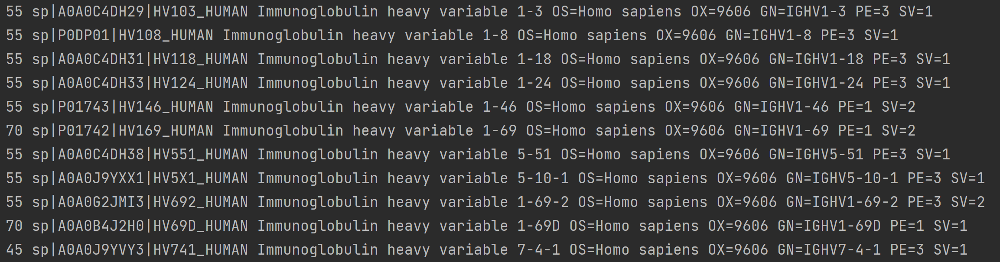 55 sp|A0A0C4DH29|HV103_HUMAN Immunoglobulin heavy variable 1-3 OS=Homo sapiens OX=9606 GN=IGHV1-3 PE=3 SV=1
55 sp|P0DP01|HV108_HUMAN Immunoglobulin heavy variable 1-8 OS=Homo sapiens OX=9606 GN=IGHV1-8 PE=3 SV=1
55 sp|A0A0C4DH31|HV118_HUMAN Immunoglobulin heavy variable 1-18 OS=Homo sapiens OX=9606 GN=IGHV1-18 PE=3 SV=1
55 sp|A0A0C4DH33|HV124_HUMAN Immunoglobulin heavy variable 1-24 OS=Homo sapiens OX=9606 GN=IGHV1-24 PE=3 SV=1
55 sp|P01743|HV146_HUMAN Immunoglobulin heavy variable 1-46 OS=Homo sapiens OX=9606 GN=IGHV1-46 PE=1 SV=2
70 sp|P01742|HV169_HUMAN Immunoglobulin heavy variable 1-69 OS=Homo sapiens OX=9606 GN=IGHV1-69 PE=1 SV=2
55 sp|A0A0C4DH38|HV551_HUMAN Immunoglobulin heavy variable 5-51 OS=Homo sapiens OX=9606 GN=IGHV5-51 PE=3 SV=1
55 sp|A0A0J9YXX1|HV5X1_HUMAN Immunoglobulin heavy variable 5-10-1 OS=Homo sapiens OX=9606 GN=IGHV5-10-1 PE=3 SV=1
55 sp|A0A0G2JMI3|HV692_HUMAN Immunoglobulin heavy variable 1-69-2 OS=Homo sapiens OX=9606 GN=IGHV1-69-2 PE=3 SV=2
70 sp|A0A0B4J2H0|HV69D_HUMAN Immunoglobulin heavy variable 1-69D OS=Homo sapiens OX=9606 GN=IGHV1-69D PE=1 SV=1
45 sp|A0A0J9YVY3|HV741_HUMAN Immunoglobulin heavy variable 7-4-1 OS=Homo sapiens OX=9606 GN=IGHV7-4-1 PE=3 SV=1